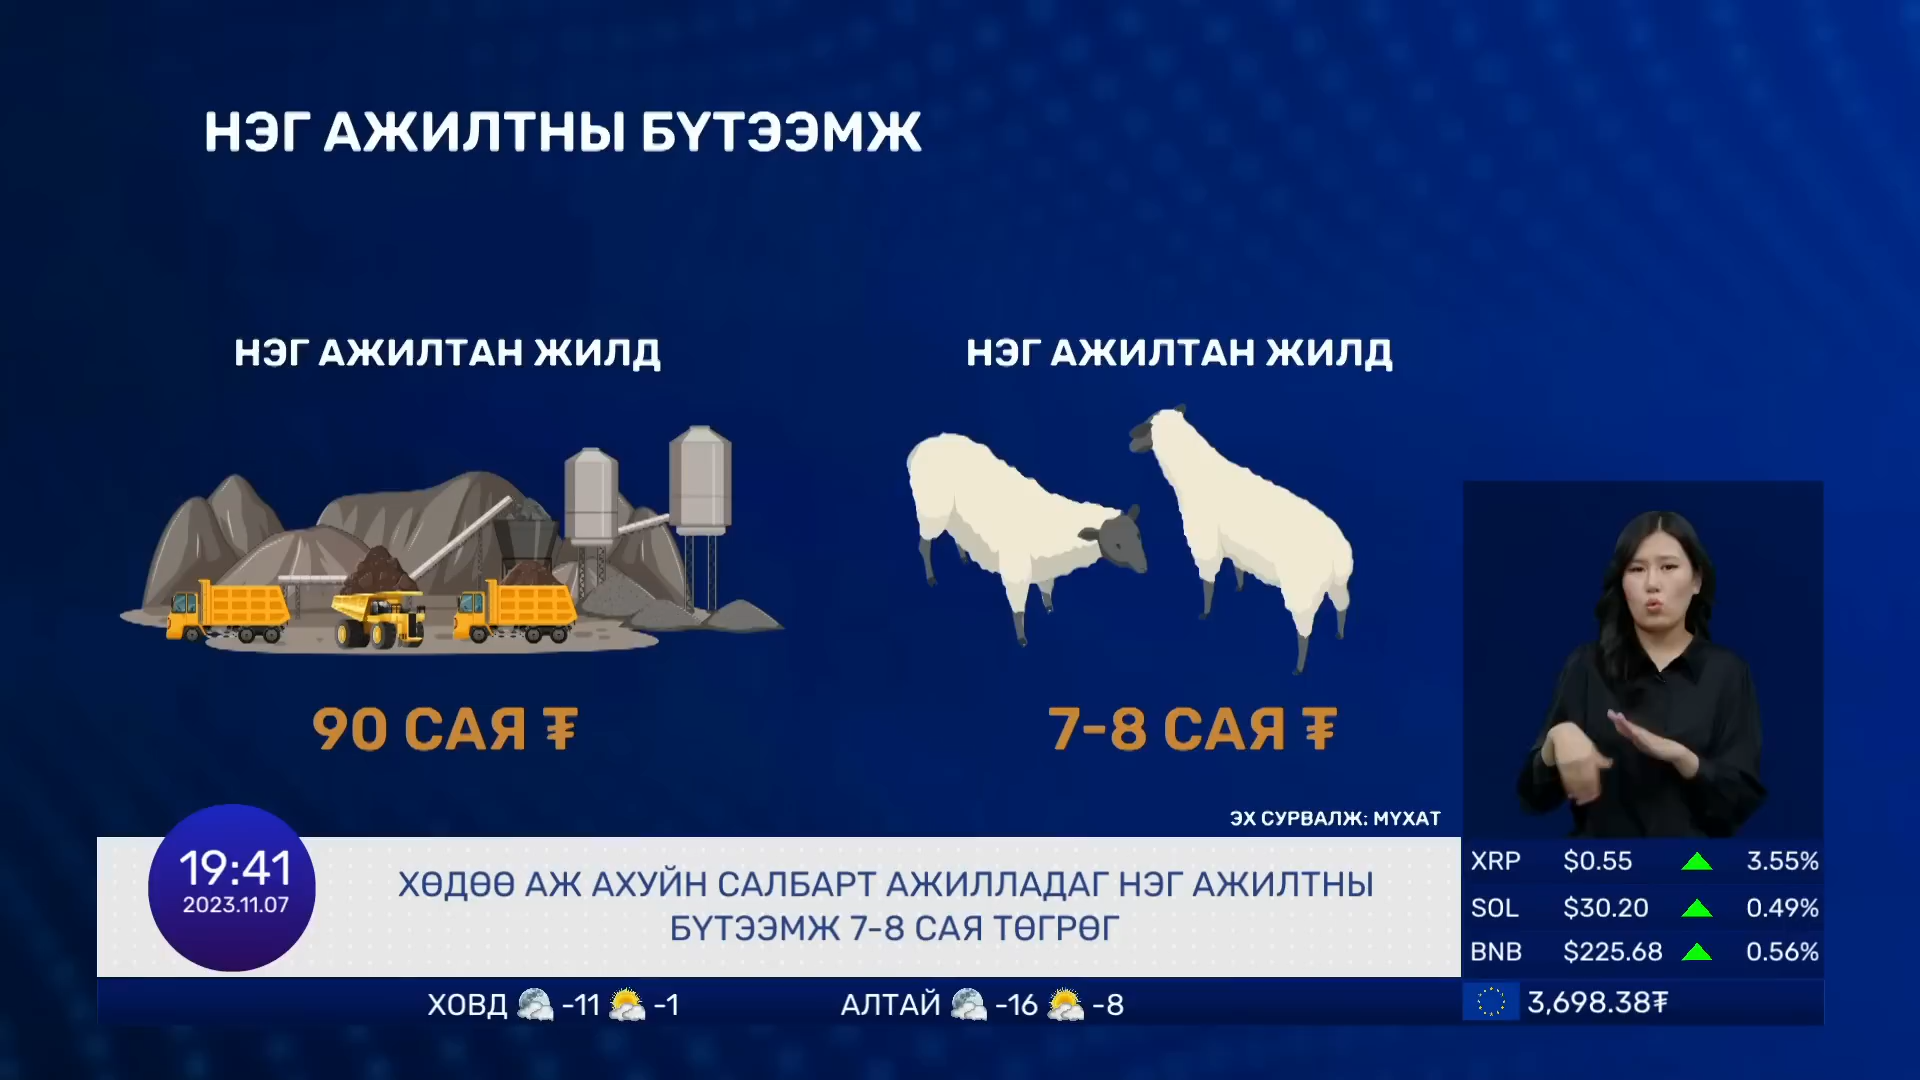 НЭГ АЖИЛТНЫ БҮТЭЭМЖ
НЭГ АЖИЛТАН ЖИЛД
90 САЯ ₮
НЭГ АЖИЛТАН ЖИЛД
7-8 САЯ ₮
ЭХ СУРВАЛЖ: МҮХАТ
19:41
2023.11.07
ХӨДӨӨ АЖ АХУЙН САЛБАРТ АЖИЛЛАДАГ НЭГ АЖИЛТНЫ
БҮТЭЭМЖ 7-8 САЯ ТӨГРӨГ
XRP $0.55 3.55%
SOL $30.20 0.49%
BNB $225.68 0.56%
ХОВД -11 -1 АЛТАЙ -16 -8
3,698.38₮